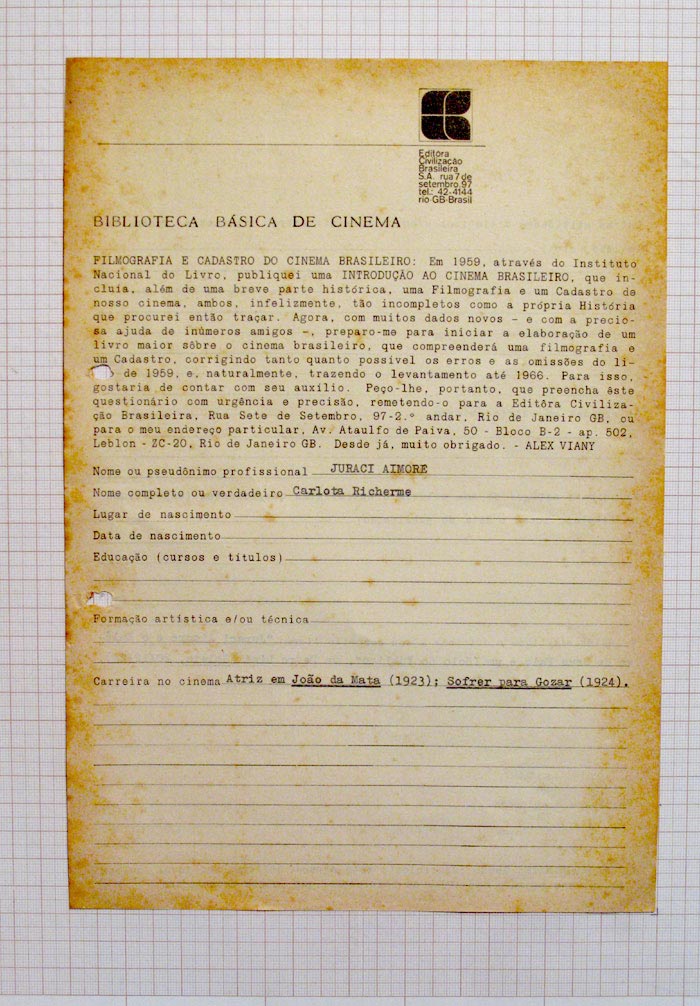 Editôra
Civilização
Brasileira
S.A. rua 7 de
setembro 97
tel.: 42-4144
rio-GB-Brasil
BIBLIOTECA BÁSICA DE CINEMA
FILMOGRAFIA E CADASTRO DO CINEMA BRASILEIRO: Em 1959, através do Instituto
Nacional do Livro, publiquei uma INTRODUÇÃO AO CINEMA BRASILEIRO, que in-
cluía, além de uma breve parte histórica, uma Filmografia e um Cadastro de
nosso cinema, ambos, infelizmente, tão incompletos como a própria História
que procurei então traçar. Agora, com muitos dados novos - e com a precio-
sa ajuda de inúmeros amigos -, preparo-me para iniciar a elaboração de um
livro maior sôbre o cinema brasileiro, que compreenderá uma filmografia e
um Cadastro, corrigindo tanto quanto possível os erros e as omissões do li-
de 1959, e, naturalmente, trazendo o levantamento até 1966. Para isso,
gostaria de contar com seu auxílio. Peço-lhe, portanto, que preencha êste
questionário com urgência e precisão, remetendo-o para a Editôra Civiliza-
ção Brasileira, Rua Sete de Setembro, 97-2.º andar, Rio de Janeiro GB, ou
para o meu endereço particular, Av. Ataulfo de Paiva, 50 - Bloco B-2 - ap. 502,
Leblon - ZC-20, Rio de Janeiro GB. Desde já, muito obrigado. - ALEX VIANY
Nome ou pseudônimo profissional JURACI AIMORÉ
Nome completo ou verdadeiro Carlota Richerme
Lugar de nascimento
Data de nascimento
Educação (cursos e títulos)
Formação artística e/ou técnica
Carreira no cinema Atriz em João da Mata (1923); Sofrer para Gozar (1924).